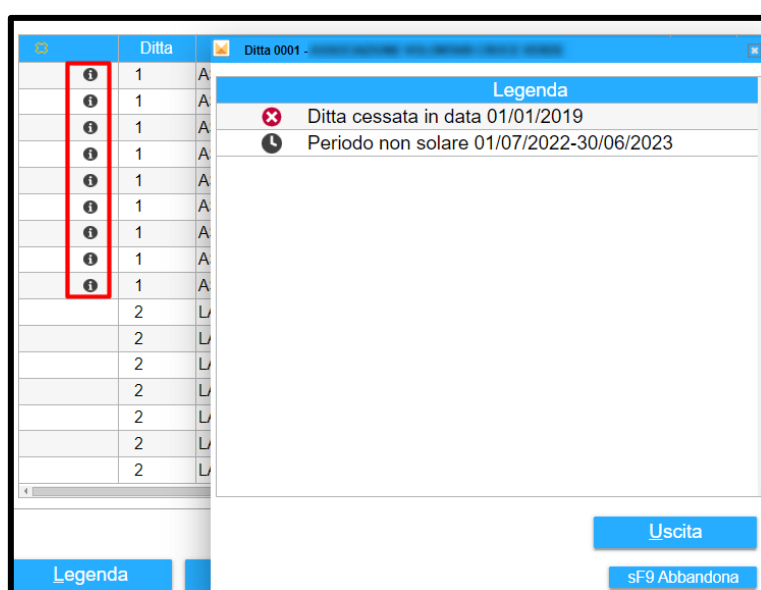 Ditta
Ditta 0001 -
1 A
1 A
1 A
1 A
1 A
1 A
1 A
1 A
1 A
2 L
2 L
2 L
2 L
2 L
2 L
2 L
Legenda
Ditta cessata in data 01/01/2019
Periodo non solare 01/07/2022-30/06/2023
Uscita
Legenda
sF9 Abbandona